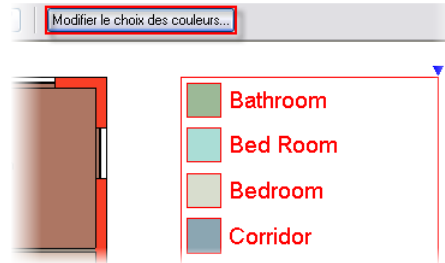 Modifier le choix des couleurs...
Bathroom
Bed Room
Bedroom
Corridor